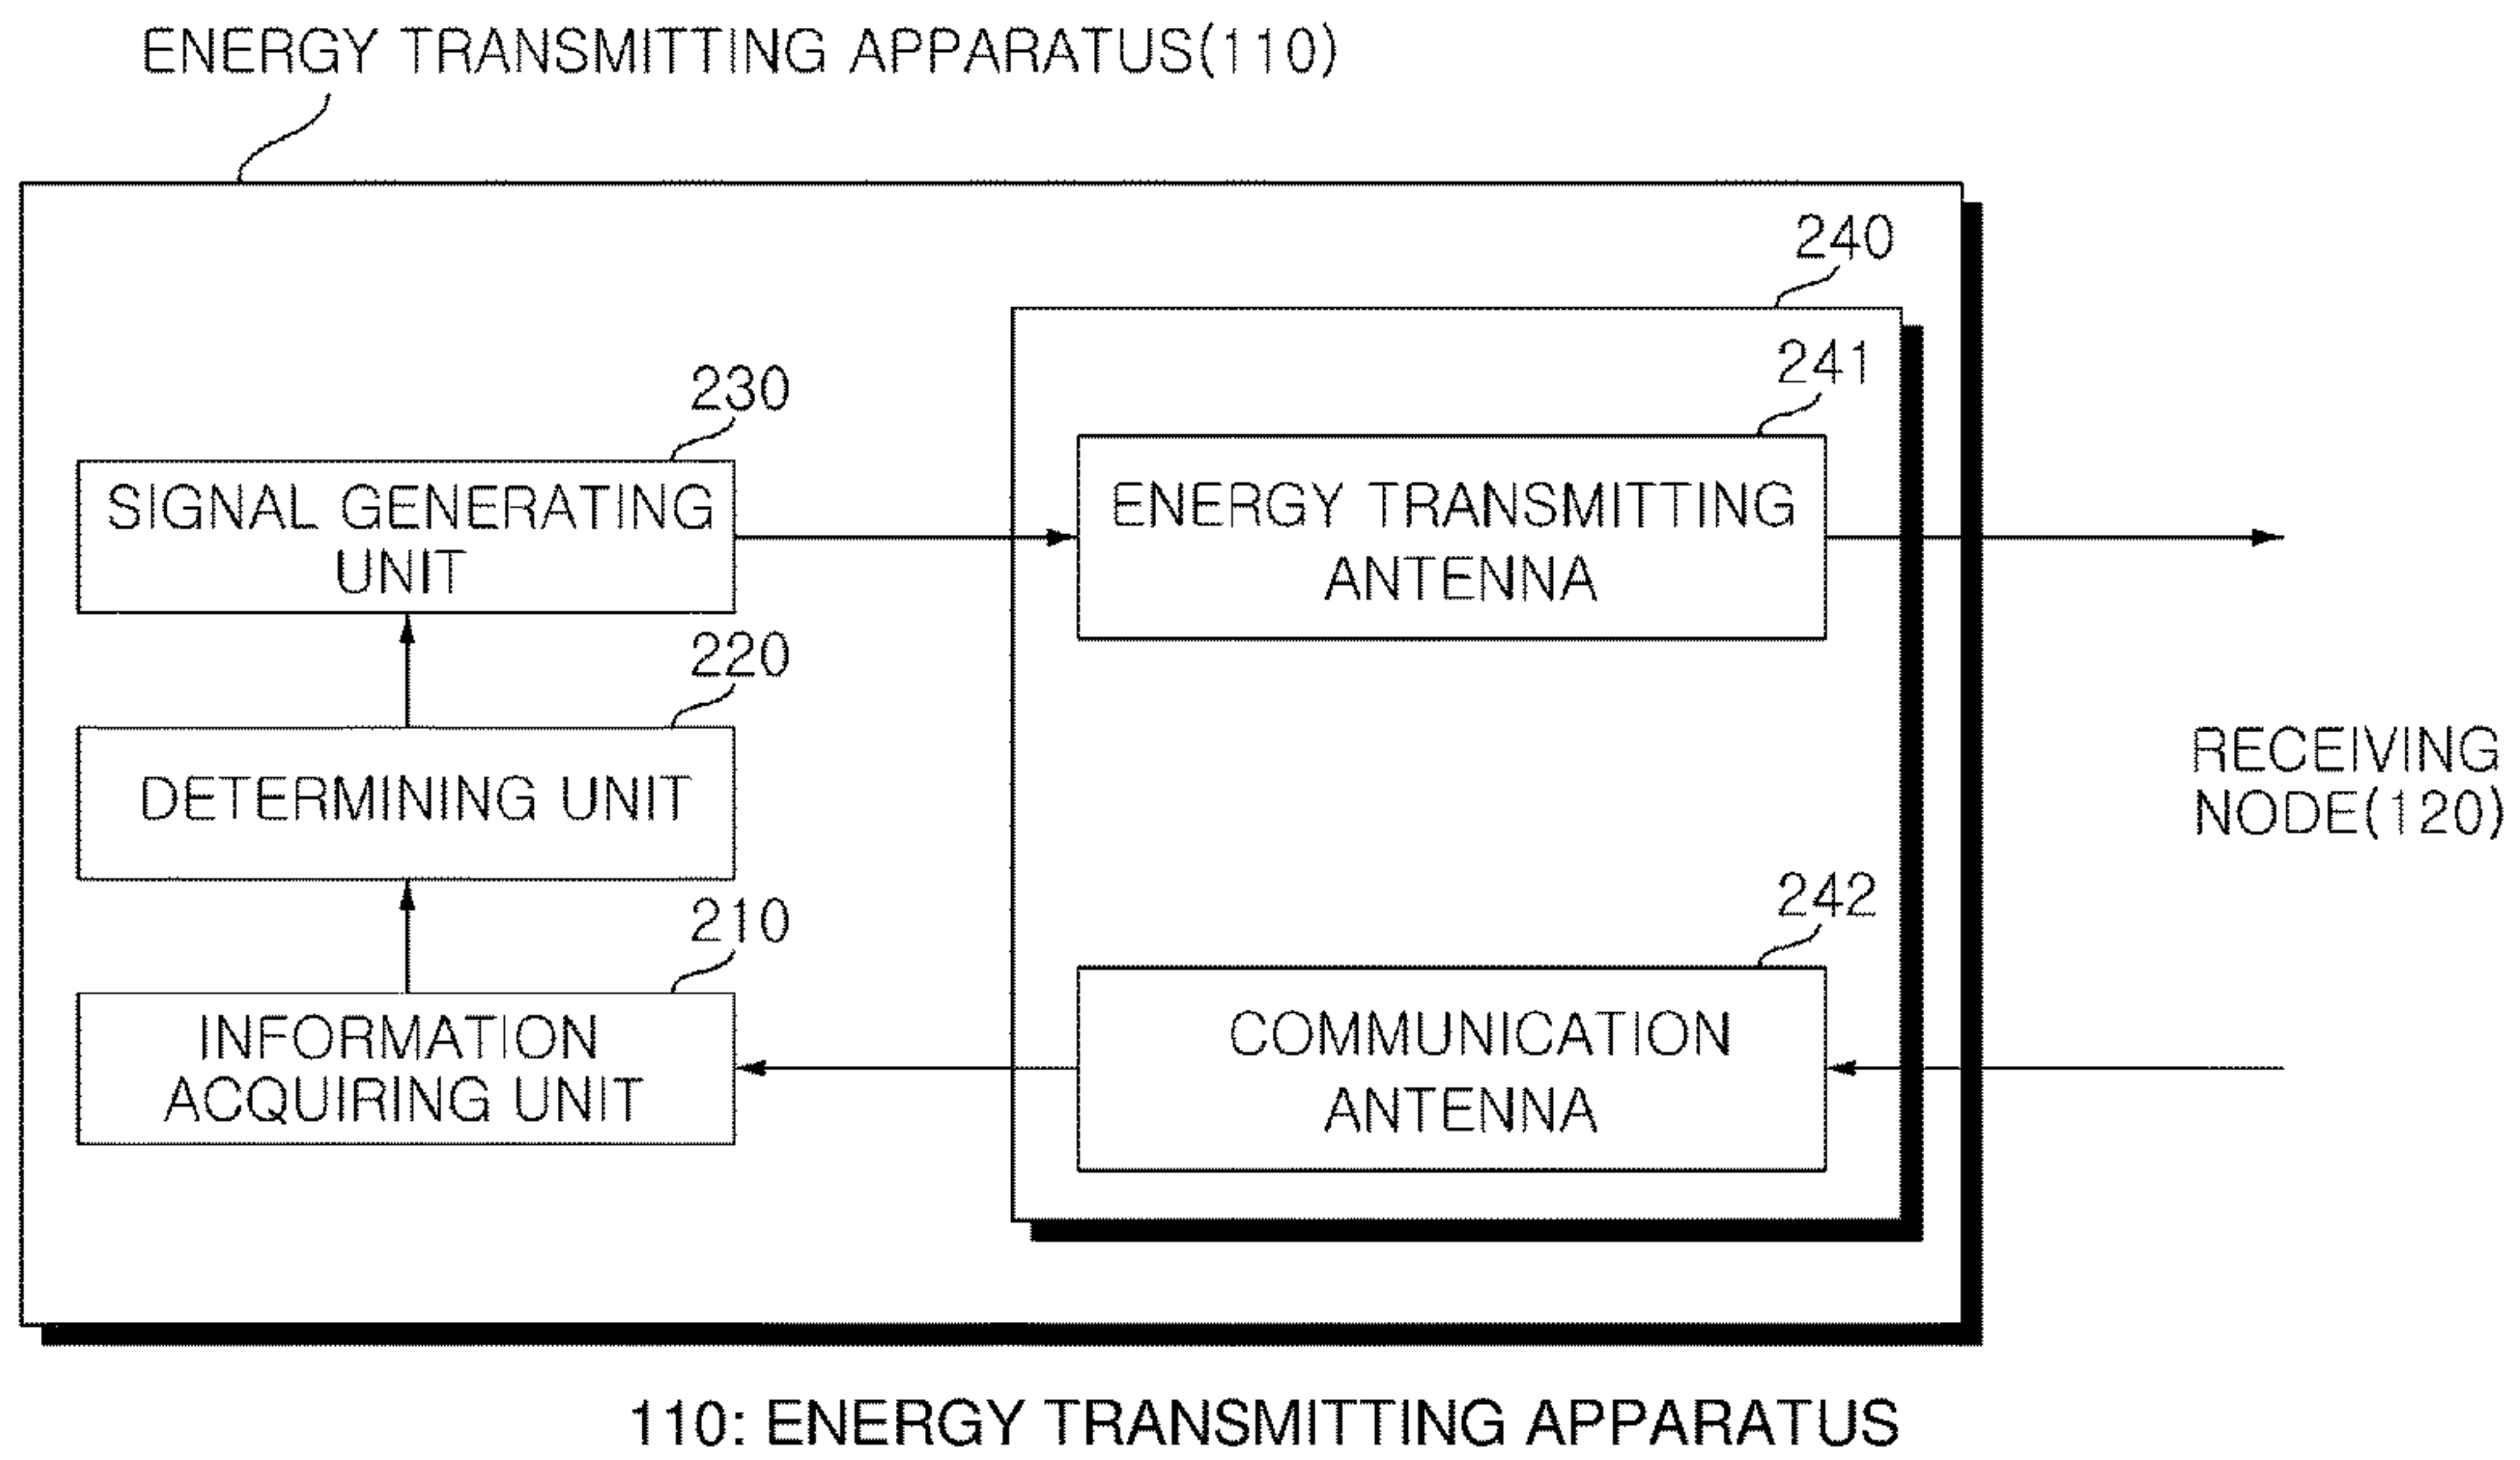 ENERGY TRANSMITTING APPARATUS(110)
240
241
230
SIGNAL GENERATING
UNIT
ENERGY TRANSMITTING
ANTENNA
220
DETERMINING UNIT
RECEIVING
NODE(120)
242
210
INFORMATION
ACQUIRING UNIT
COMMUNICATION
ANTENNA
110: ENERGY TRANSMITTING APPARATUS